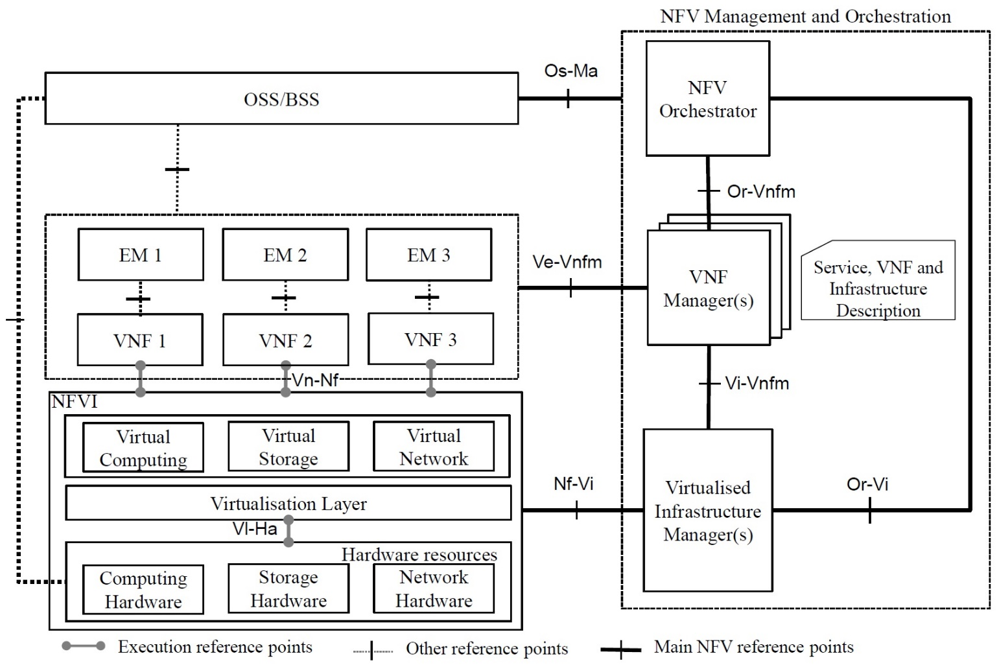 NFV Management and Orchestration
Os-Ma
OSS/BSS
NFV
Orchestrator
Or-Vnfm
EM 1
EM 2
EM 3
Ve-Vnfm
VNF
Manager(s)
Service, VNF and
Infrastructure
Description
VNF 1
VNF 2
VNF 3
Vn-Nf
Vi-Vnfm
NFVI
Virtual
Computing
Virtual
Storage
Virtual
Network
Nf-Vi
Virtualised
Infrastructure
Manager(s)
Or-Vi
Virtualisation Layer
Vl-Ha
Hardware resources
Computing
Hardware
Storage
Hardware
Network
Hardware
Execution reference points
Other reference points
Main NFV reference points